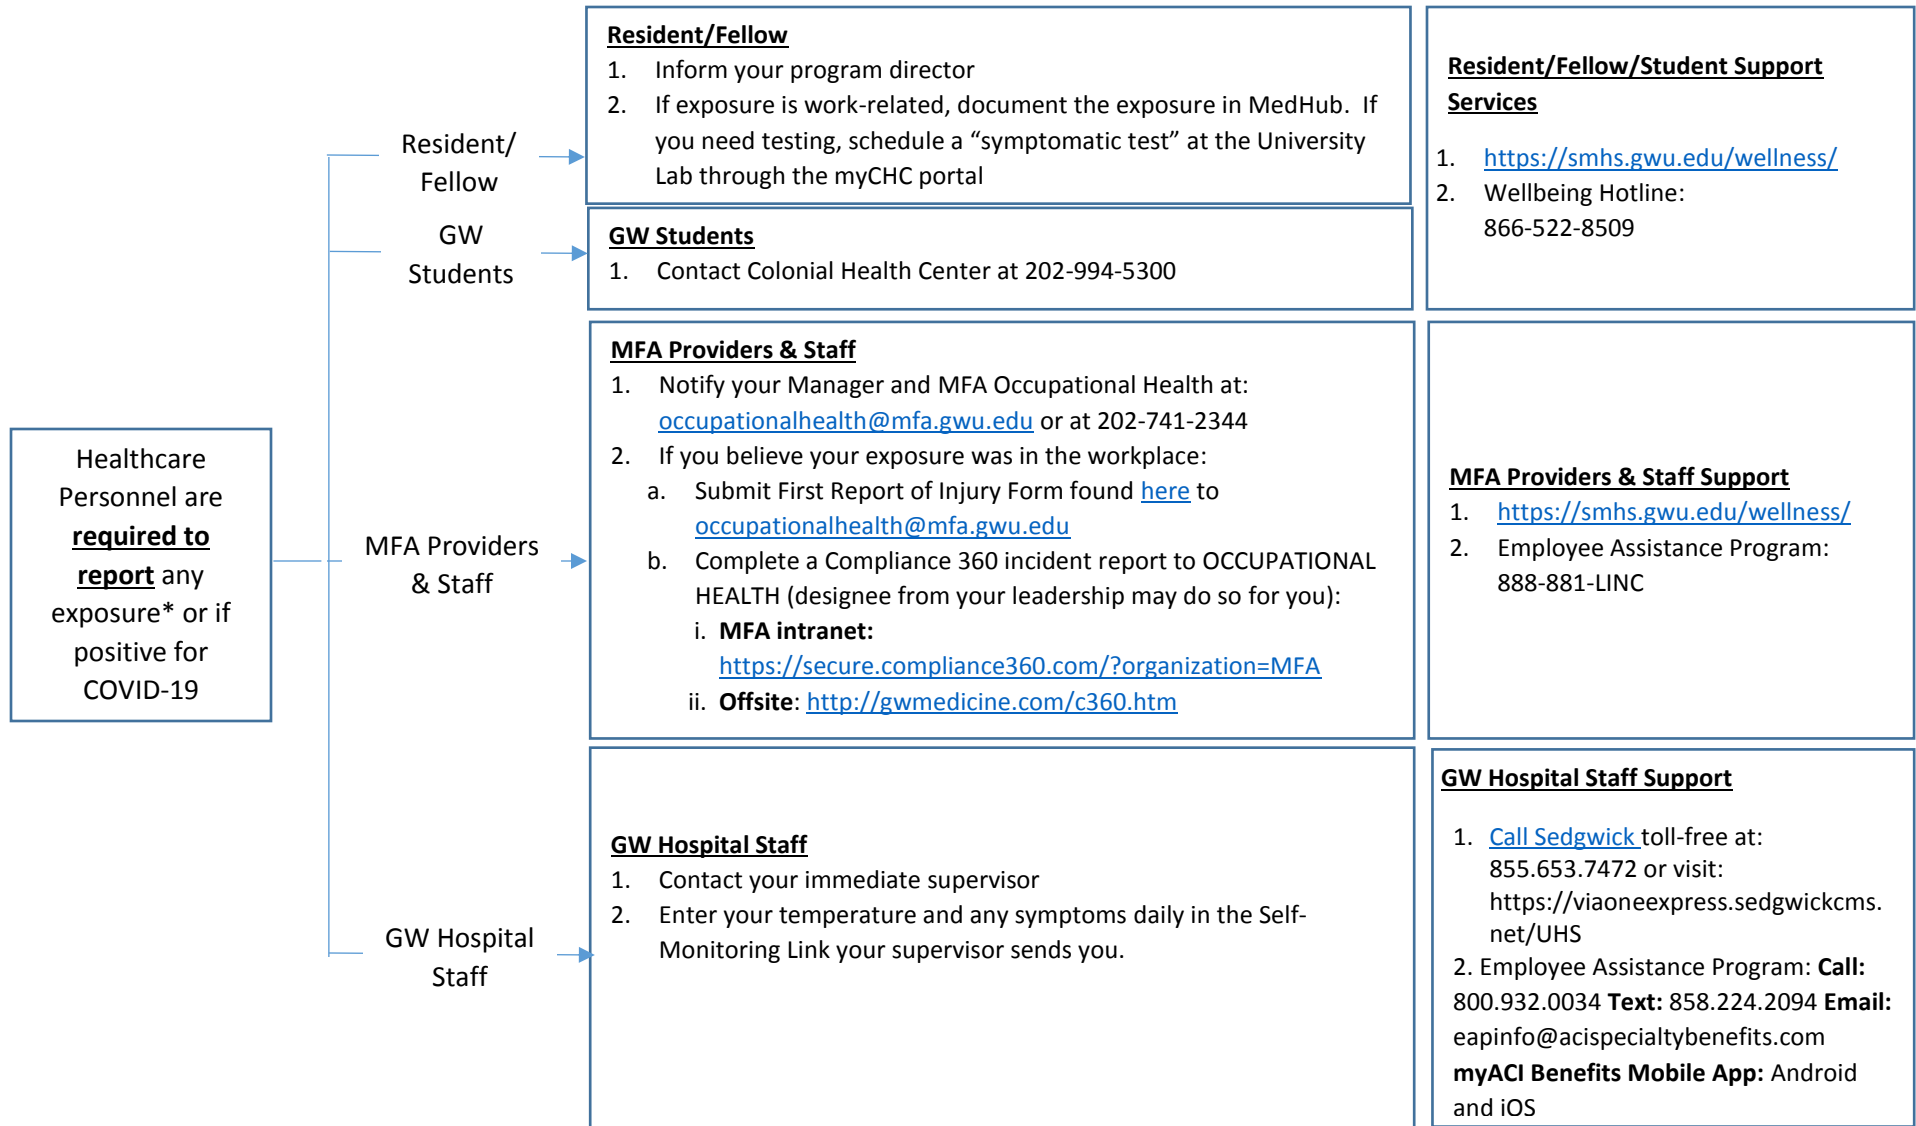 Healthcare
Personnel are
required to
report any
exposure* or if
positive for
COVID-19
Resident/
Fellow
GW
Students
MFA Providers
& Staff
GW Hospital
Staff
Resident/Fellow
1. Inform your program director
2. If exposure is work-related, document the exposure in MedHub. If
you need testing, schedule a “symptomatic test” at the University
Lab through the myCHC portal
GW Students
1. Contact Colonial Health Center at 202-994-5300
MFA Providers & Staff
1. Notify your Manager and MFA Occupational Health at:
occupationalhealth@mfa.gwu.edu or at 202-741-2344
2. If you believe your exposure was in the workplace:
a. Submit First Report of Injury Form found here to
occupationalhealth@mfa.gwu.edu
b. Complete a Compliance 360 incident report to OCCUPATIONAL
HEALTH (designee from your leadership may do so for you):
i. MFA intranet:
https://secure.compliance360.com/?organization=MFA
ii. Offsite: http://gwmedicine.com/c360.htm
GW Hospital Staff
1. Contact your immediate supervisor
2. Enter your temperature and any symptoms daily in the Self-
Monitoring Link your supervisor sends you.
Resident/Fellow/Student Support
Services
1. https://smhs.gwu.edu/wellness/
2. Wellbeing Hotline:
866-522-8509
MFA Providers & Staff Support
1. https://smhs.gwu.edu/wellness/
2. Employee Assistance Program:
888-881-LINC
GW Hospital Staff Support
1. Call Sedgwick toll-free at:
855.653.7472 or visit:
https://viaoneexpress.sedgwickcms.
net/UHS
2. Employee Assistance Program: Call:
800.932.0034 Text: 858.224.2094 Email:
eapinfo@acispecialtybenefits.com
myACI Benefits Mobile App: Android
and iOS